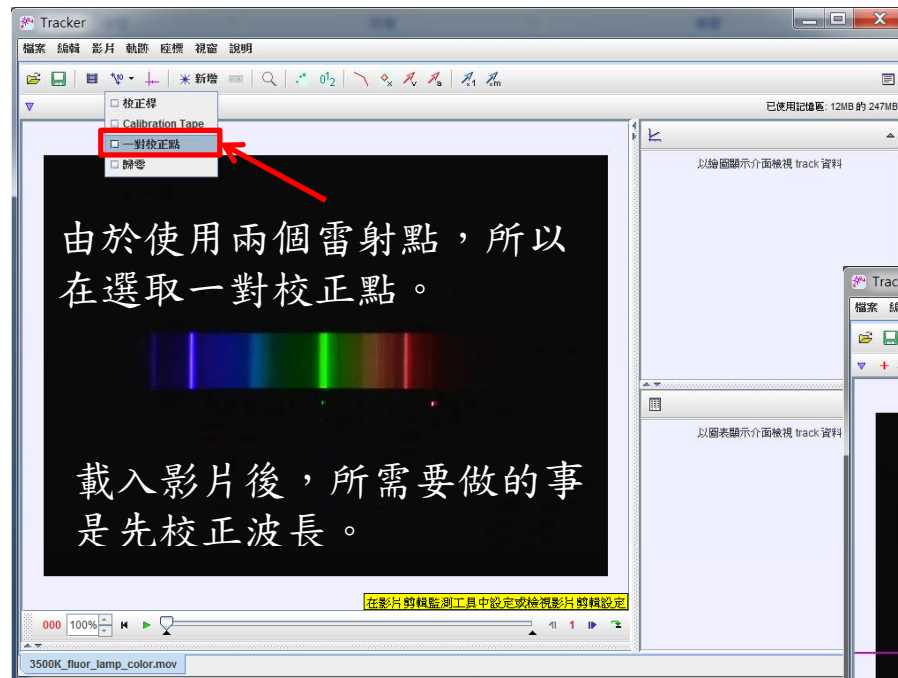 Tracker
檔案 編輯 影片 軌跡 座標 視窗 說明
新增
已使用記憶區: 12MB 的 247MB
校正桿
Calibration Tape
一對校正點
歸零
以繪圖顯示介面檢視 track 資料
由於使用兩個雷射點，所以
在選取一對校正點。
Trac
檔案
以圖表顯示介面檢視 track 資料
載入影片後，所需要做的事
是先校正波長。
在影片剪輯監測工具中設定或檢視影片剪輯設定
000 100% 1
3500K_fluor_lamp_color.mov